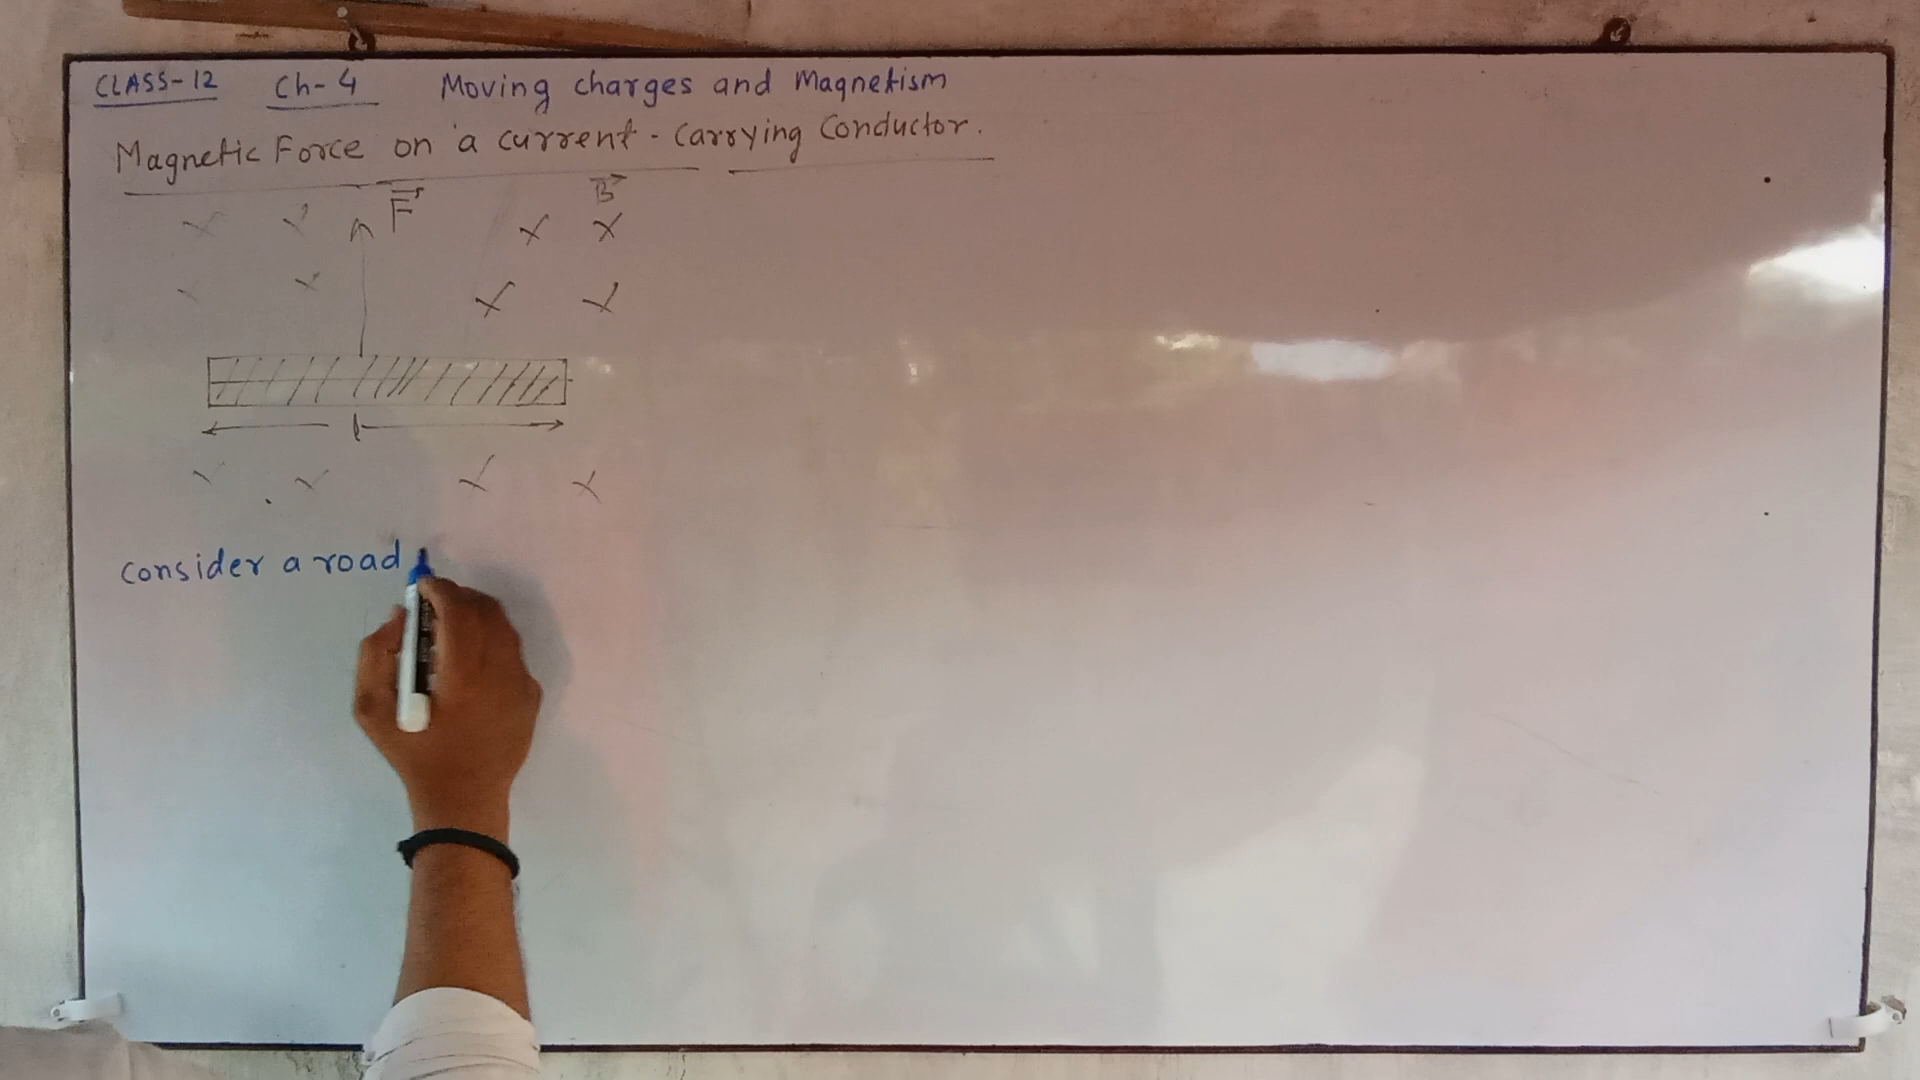 CLASS-12 Ch-4 Moving charges and Magnetism
Magnetic Force on a current-carrying Conductor.
F
B
x x x x
x x x x
l
x x x x
consider a road